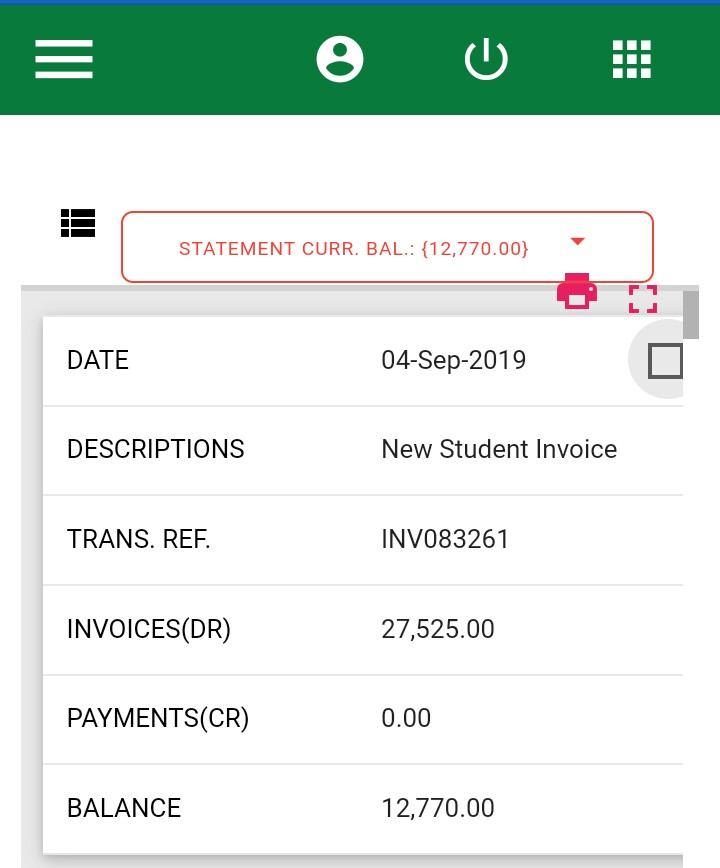 STATEMENT CURR. BAL.: {12,770.00}
DATE 04-Sep-2019
DESCRIPTIONS New Student Invoice
TRANS. REF. INV083261
INVOICES(DR) 27,525.00
PAYMENTS(CR) 0.00
BALANCE 12,770.00